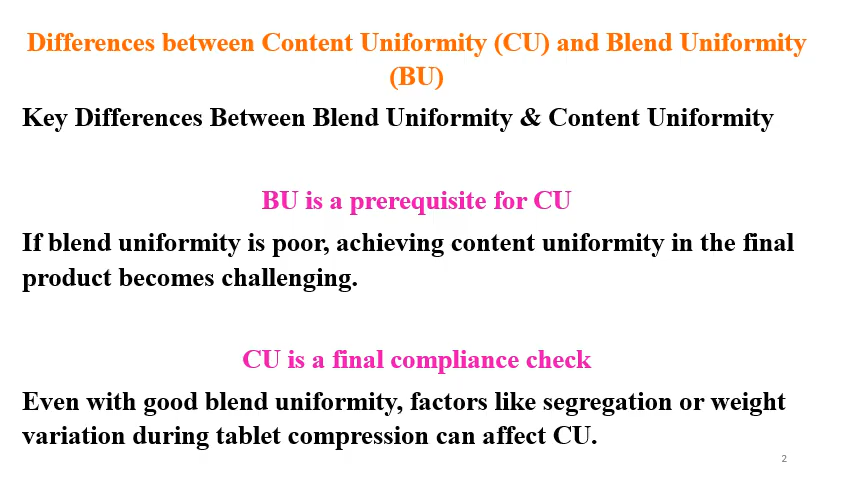 Differences between Content Uniformity (CU) and Blend Uniformity
(BU)
Key Differences Between Blend Uniformity & Content Uniformity
BU is a prerequisite for CU
If blend uniformity is poor, achieving content uniformity in the final
product becomes challenging.
CU is a final compliance check
Even with good blend uniformity, factors like segregation or weight
variation during tablet compression can affect CU.
2